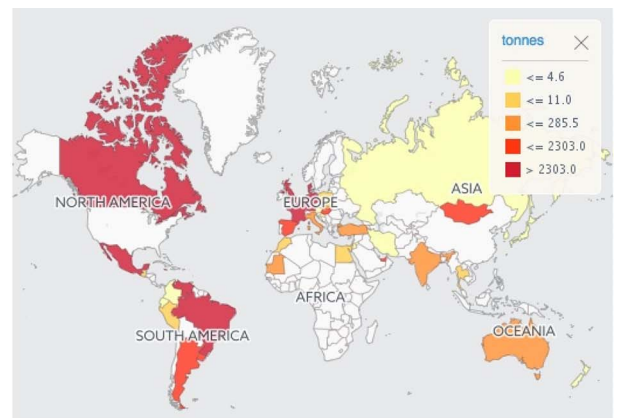 tonnes
<= 4.6
<= 11.0
<= 285.5
<= 2303.0
> 2303.0
ASIA
NORTH AMERICA
EUROPE
AFRICA
SOUTH AMERICA
OCEANIA